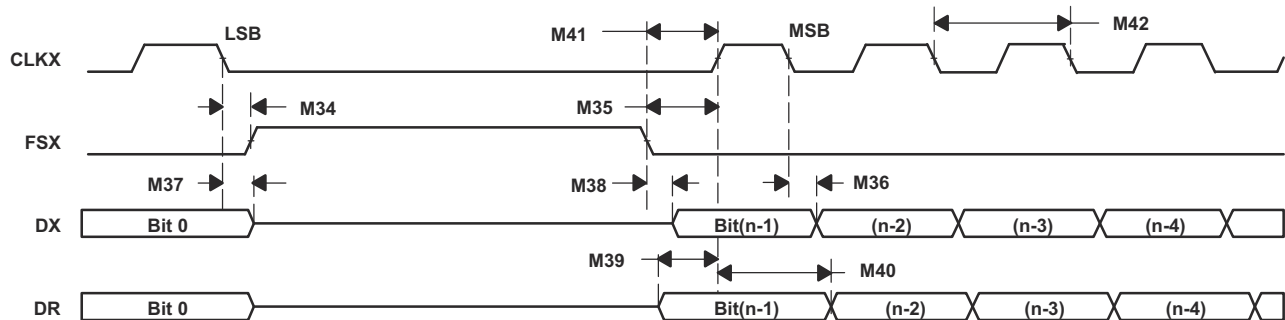 LSB M41 MSB M42
CLKX
M34 M35
FSX
M37 M38 M36
DX Bit 0 Bit(n-1) (n-2) (n-3) (n-4)
M39 M40
DR Bit 0 Bit(n-1) (n-2) (n-3) (n-4)